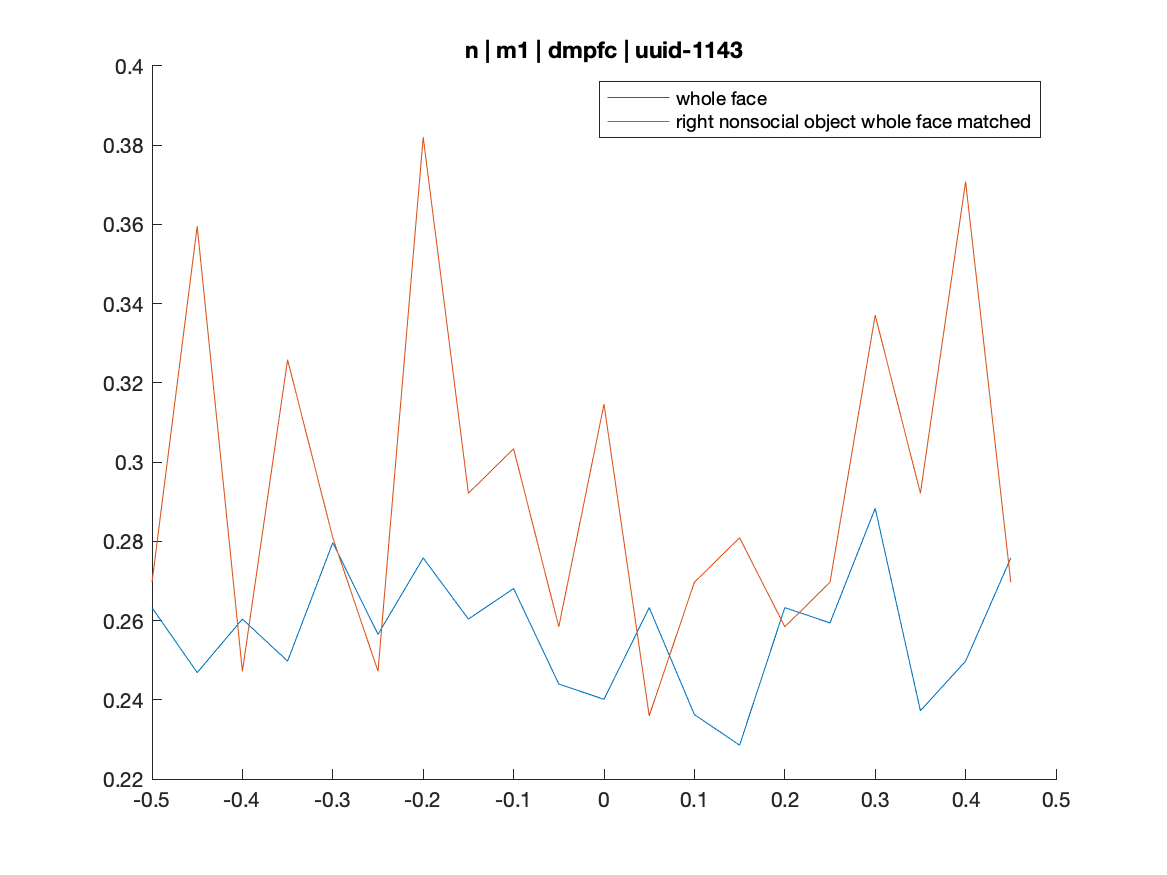 n | m1 | dmpfc | uuid-1143
whole face
right nonsocial object whole face matched
0.4
0.38
0.36
0.34
0.32
0.3
0.28
0.26
0.24
0.22
-0.5 -0.4 -0.3 -0.2 -0.1 0 0.1 0.2 0.3 0.4 0.5